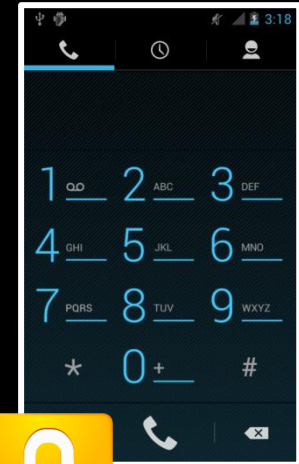 3:18
1 2 ABC 3 DEF
4 GHI 5 JKL 6 MNO
7 PQRS 8 TUV 9 WXYZ
* 0 + #